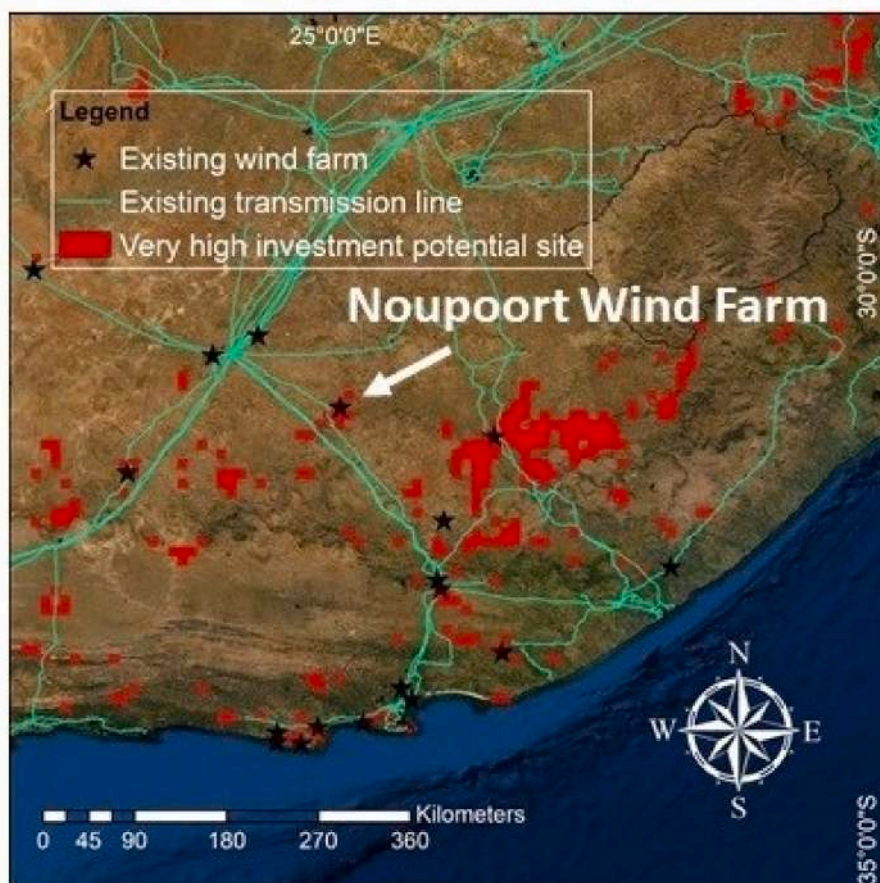 25°0'0"E
Legend
Existing wind farm
Existing transmission line
Very high investment potential site
30°0'0"S
Noupoort Wind Farm
N
W E
S
Kilometers
0 45 90 180 270 360
35°0'0"S